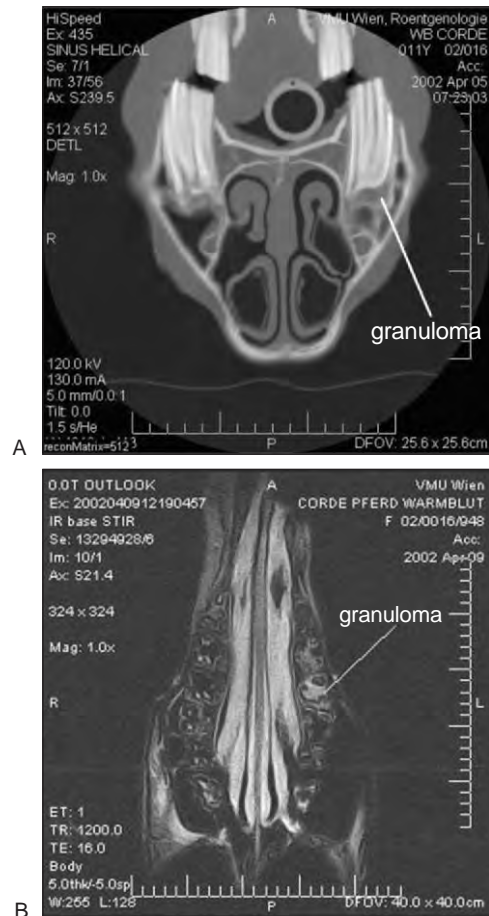 HiSpeed
Ex: 435
SINUS HELICAL
Se: 7/1
Im: 37/56
Ax: S239.5
512 x 512
DETL
Mag: 1.0x
A
VMU Wien, Roentgenologie
WB CORDE
011Y 02/016
Acc:
2002 Apr 05
07:23:03
R
L
granuloma
120.0 kV
130.0 mA
5.0 mm/0.0:1
Tilt: 0.0
1.5 s/He
reconMatrix=512
P
DFOV: 25.6 x 25.6cm
A
0.0T OUTLOOK
Ex: 2002040912190457
IR base STIR
Se: 13294928/6
Im: 10/1
Ax: S21.4
324 x 324
Mag: 1.0x
A
VMU Wien
CORDE PFERD WARMBLUT
F 02/0016/948
Acc:
2002 Apr 09
granuloma
R
L
ET: 1
TR: 1200.0
TE: 16.0
Body
5.0thk/-5.0sp
W:255 L:128
P
DFOV: 40.0 x 40.0cm
B